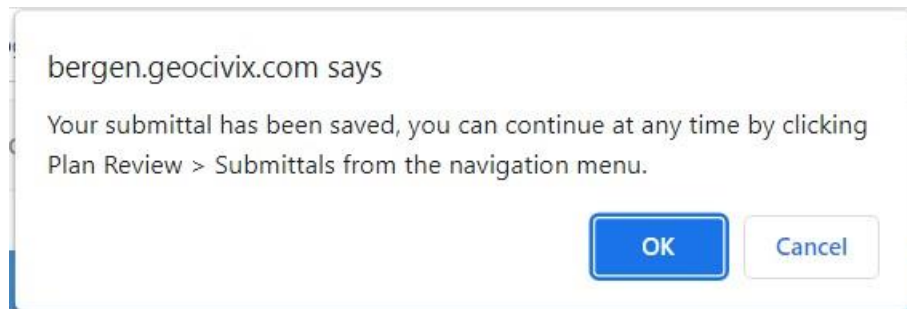 bergen.geocivix.com says
Your submittal has been saved, you can continue at any time by clicking
Plan Review > Submittals from the navigation menu.
OK
Cancel